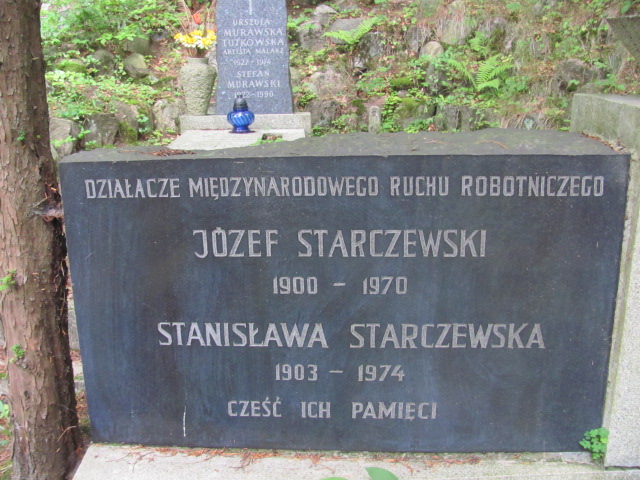 URSZULA
MURAWSKA
TUTKOWSKA
ARTYSTA MALARZ
STEFAN
MURAWSKI
DZIAŁACZE MIĘDZYNARODOWEGO RUCHU ROBOTNICZEGO
JÓZEF STARCZEWSKI
1900 - 1970
STANISŁAWA STARCZEWSKA
1903 - 1974
CZEŚĆ ICH PAMIĘCI